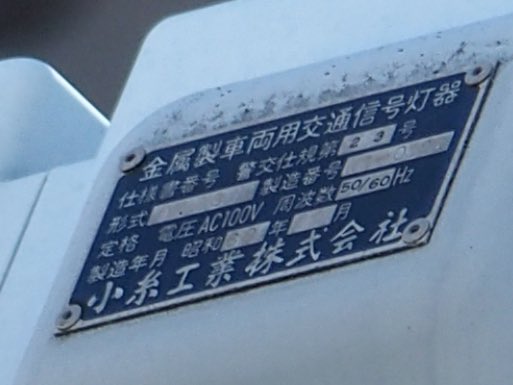 金属製車両用交通信号灯器
仕様書番号 警交仕規第23号
形式 製造番号
定格 電圧AC100V 周波数50/60Hz
製造年月 昭和 年 月
小糸工業株式会社